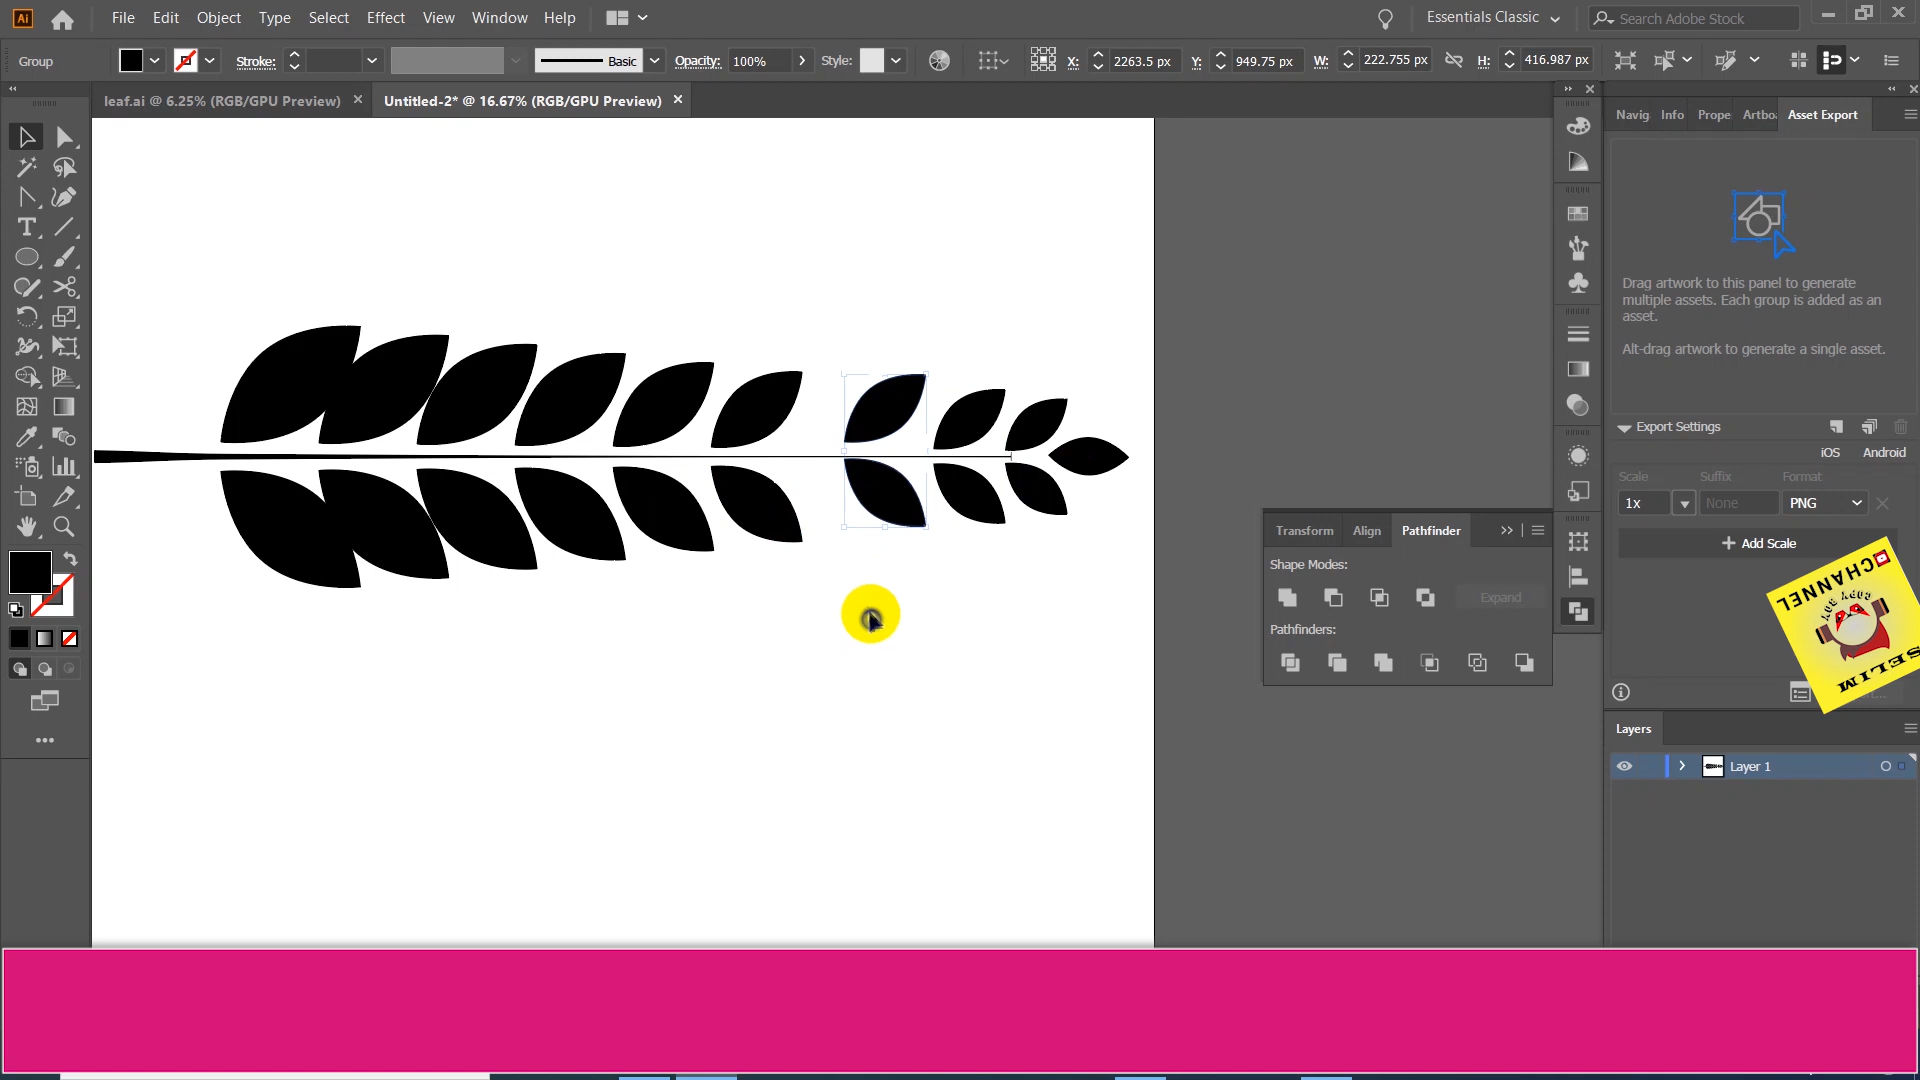 Ai File Edit Object Type Select Effect View Window Help Essentials Classic Search Adobe Stock
Group Stroke: Basic Opacity: 100% Style: X: 2263.5 px Y: 949.75 px W: 222.755 px H: 416.987 px
leaf.ai @ 6.25% (RGB/GPU Preview) Untitled-2* @ 16.67% (RGB/GPU Preview)
Navig Info Prope Artboa Asset Export
Drag artwork to this panel to generate
multiple assets. Each group is added as an
asset.
Alt-drag artwork to generate a single asset.
Export Settings
iOS Android
Scale Suffix Format
1x None PNG
+ Add Scale
Transform Align Pathfinder
Shape Modes:
Expand
Pathfinders:
CHANNEL
COPY BOY
SELIM
Layers
Layer 1